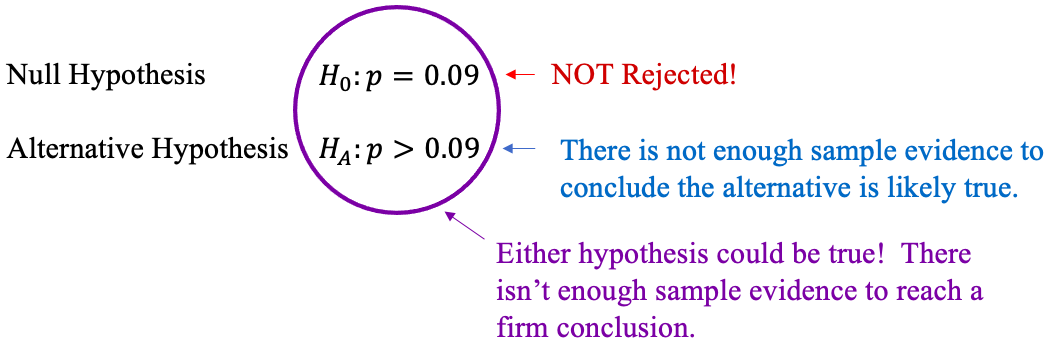 Null Hypothesis H₀: p = 0.09 NOT Rejected!
Alternative Hypothesis H_A: p > 0.09 There is not enough sample evidence to
conclude the alternative is likely true.
Either hypothesis could be true!  There
isn’t enough sample evidence to reach a
firm conclusion.